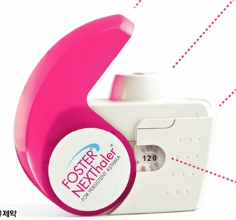 FOSTER®
NEXThaler®
FOR PERSISTENT ASTHMA
120
제약